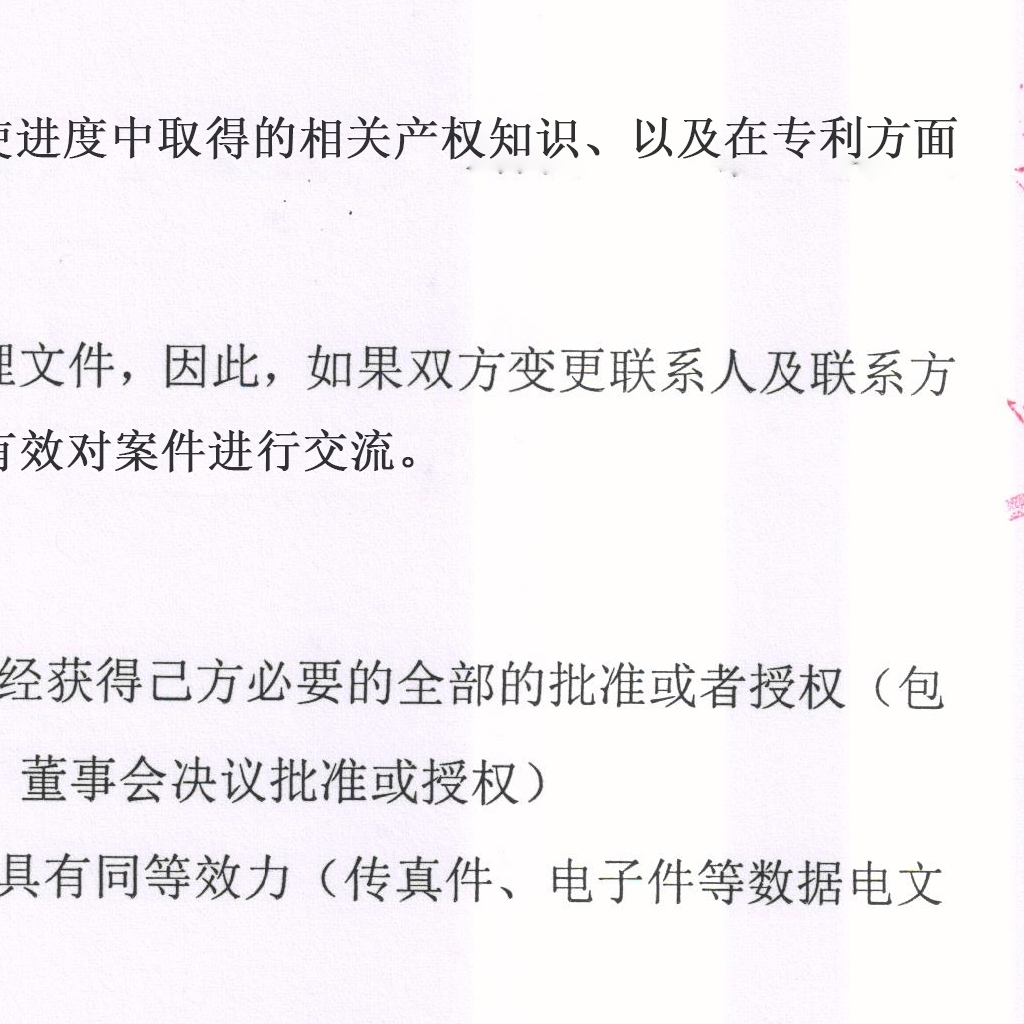 进度中取得的相关产权知识、以及在专利方面
理文件，因此，如果双方变更联系人及联系方
有效对案件进行交流。
经获得己方必要的全部的批准或者授权（包
董事会决议批准或授权）
具有同等效力（传真件、电子件等数据电文